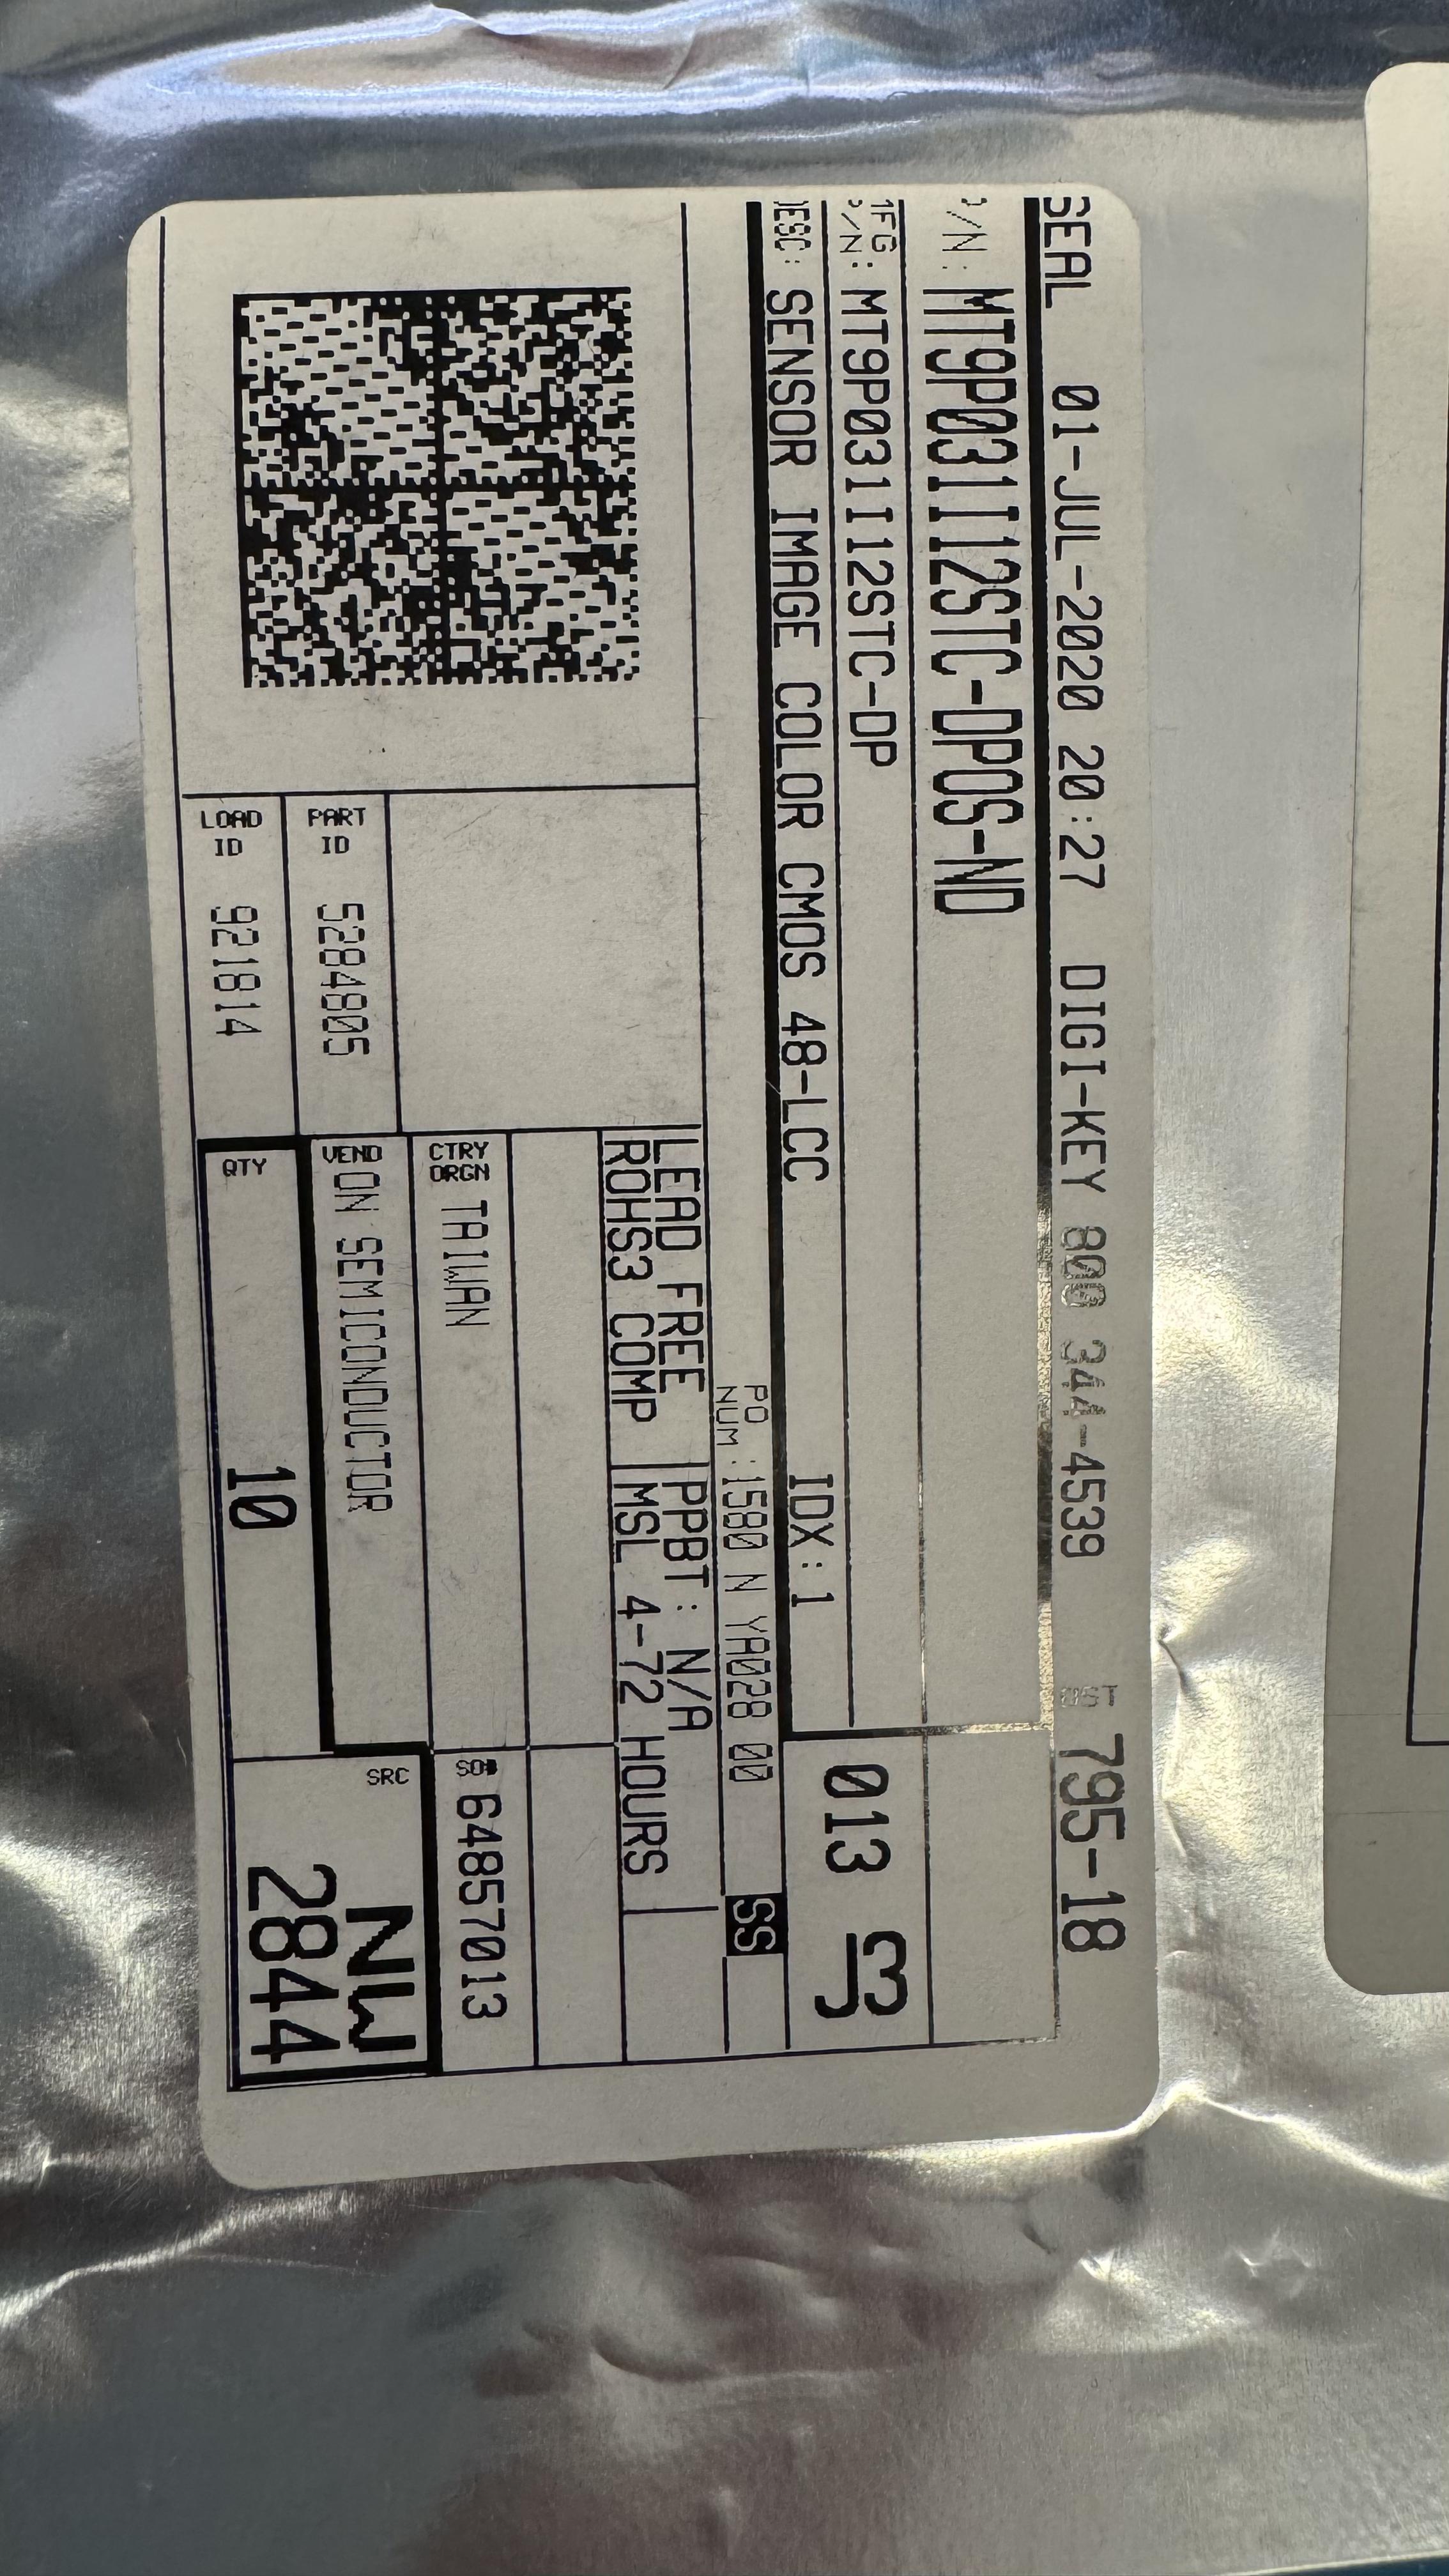 SEAL 01-JUL-2020 20:27 DIGI-KEY 800 344-4539 795-18
/N: MT9P031I12STC-DPOS-ND
MFG
/N: MT9P031I12STC-DP
DESC: SENSOR IMAGE COLOR CMOS 48-LCC IDX:1
013 J3
PO
NUM: 1580 N YA028 00 SS
LEAD FREE PPBT: N/A
ROHS3 COMP MSL 4-72 HOURS
CTRY
ORGN TAIWAN
SO# 64857013
PART
ID 5284805
VEND ON SEMICONDUCTOR
SRC NW
2844
LOAD
ID 921814
QTY 10